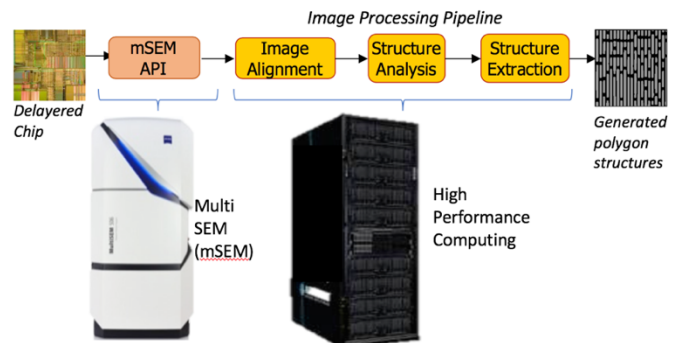 Image Processing Pipeline
mSEM
API
Image
Alignment
Structure
Analysis
Structure
Extraction
Delayered
Chip
Generated
polygon
structures
Multi
SEM
(mSEM)
High
Performance
Computing